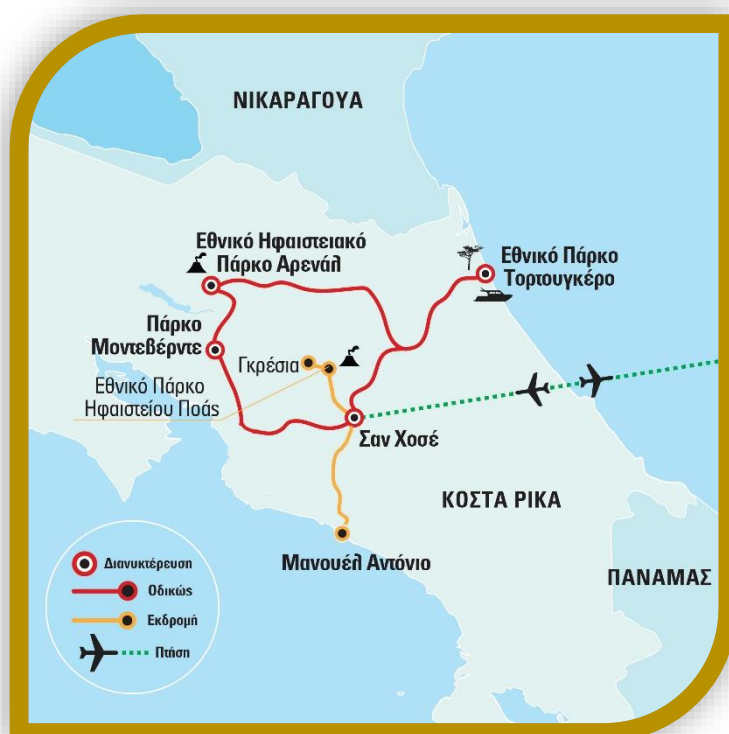 ΝΙΚΑΡΑΓΟΥΑ
Εθνικό Ηφαιστειακό
Πάρκο Αρενάλ
Εθνικό Πάρκο
Τορτουγκέρο
Πάρκο
Μοντεβέρντε
Γκρέσια
Εθνικό Πάρκο
Ηφαιστείου Ποάς
Σαν Χοσέ
ΚΟΣΤΑ ΡΙΚΑ
Μανουέλ Αντόνιο
ΠΑΝΑΜΑΣ
Διανυκτέρευση
Οδικώς
Εκδρομή
Πτήση